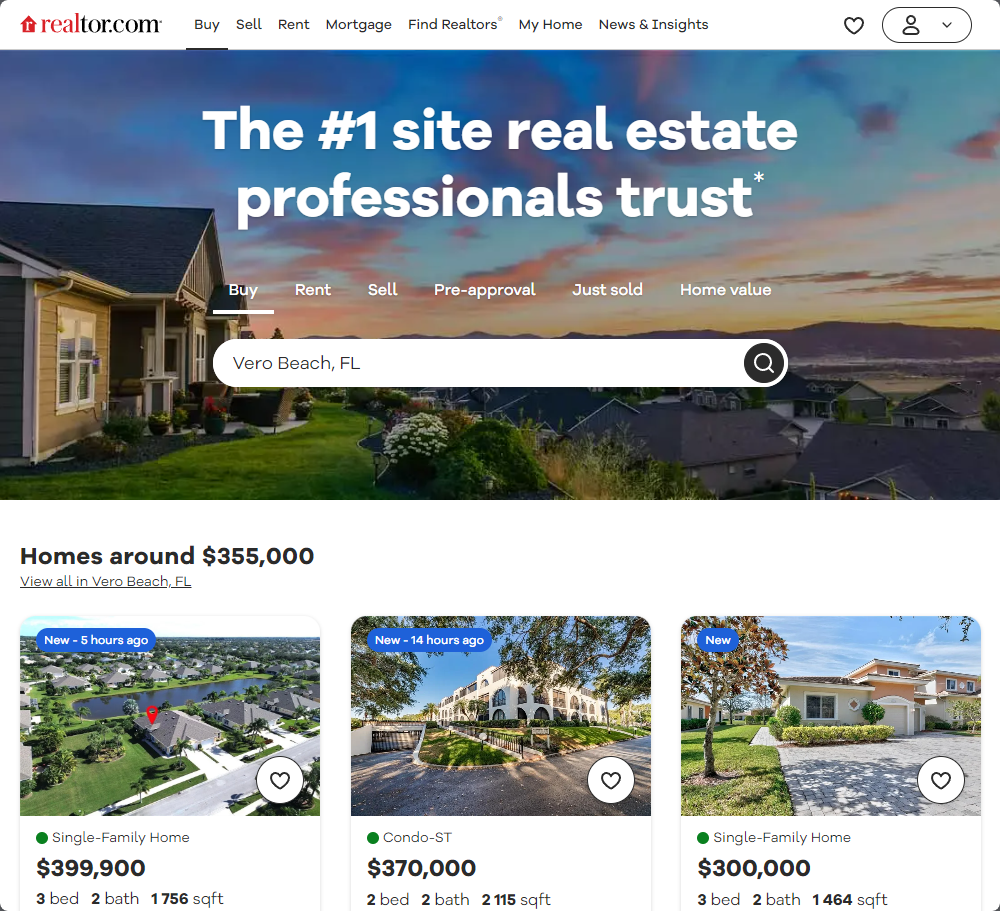 realtor.com
Buy Sell Rent Mortgage Find Realtors® My Home News & Insights
The #1 site real estate
professionals trust*
Buy Rent Sell Pre-approval Just sold Home value
Vero Beach, FL
Homes around $355,000
View all in Vero Beach, FL
New - 5 hours ago New - 14 hours ago New
Single-Family Home Condo-ST Single-Family Home
$399,900 $370,000 $300,000
3 bed 2 bath 1 756 sqft 2 bed 2 bath 2 115 sqft 3 bed 2 bath 1 464 sqft